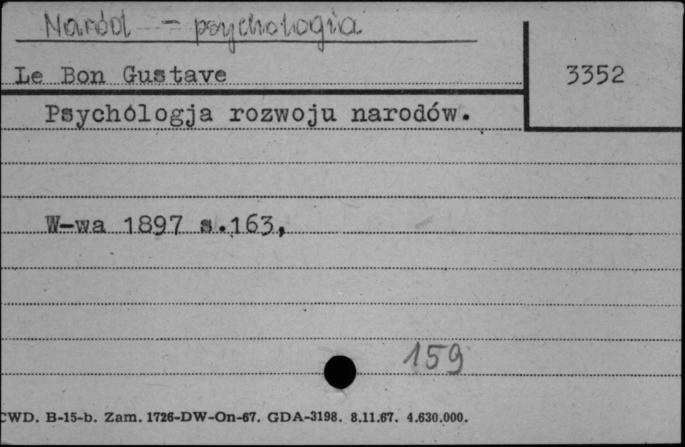 Naród - psychologia
Le Bon Gustave
3352
Psychólogja rozwoju narodów.
W-wa 1897 s.163,
159
CWD. B-15-b. Zam. 1726-DW-On-67. GDA-3198. 8.11.67. 4.630.000.